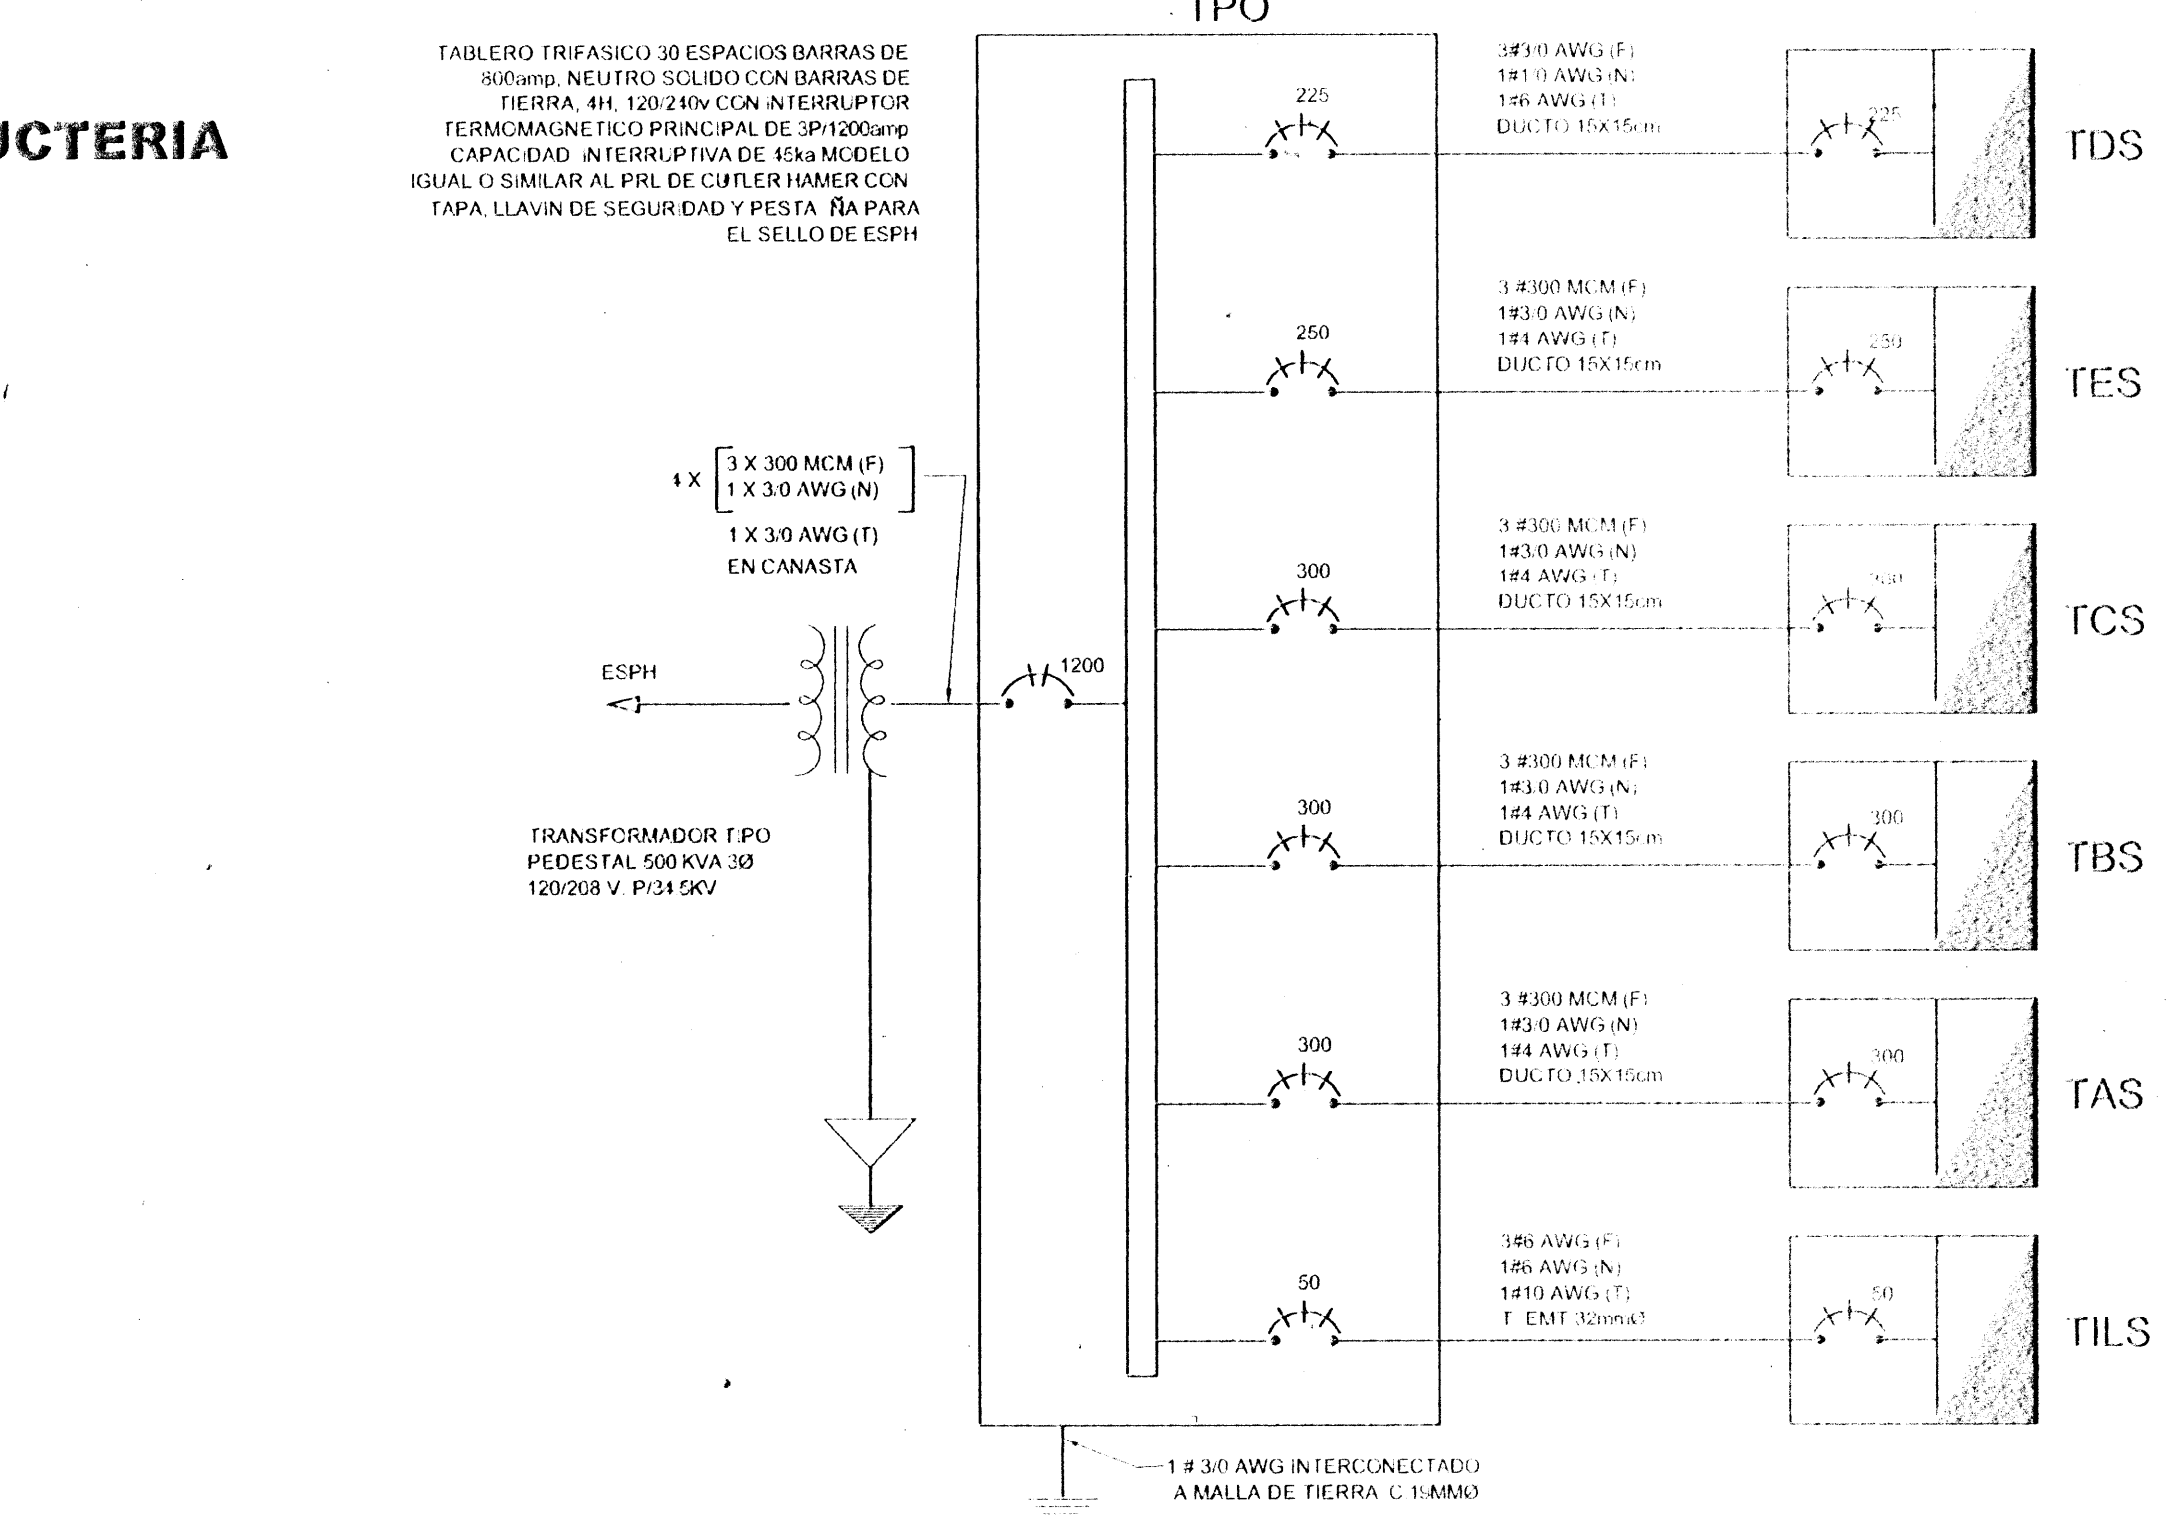 TPO
TABLERO TRIFASICO 30 ESPACIOS BARRAS DE
800amp, NEUTRO SOLIDO CON BARRAS DE
TIERRA, 4H, 120/240v CON INTERRUPTOR
TERMOMAGNETICO PRINCIPAL DE 3P/1200amp
CAPACIDAD INTERRUPTIVA DE 45ka MODELO
IGUAL O SIMILAR AL PRL DE CUTLER HAMER CON
TAPA, LLAVIN DE SEGURIDAD Y PESTA ÑA PARA
EL SELLO DE ESPH
UCTERIA
225
3#3/0 AWG (F)
1#1/0 AWG (N)
1#6 AWG (T)
DUCTO 15X15cm
225
TDS
250
3 #300 MCM (F)
1#3/0 AWG (N)
1#4 AWG (T)
DUCTO 15X15cm
250
TES
4 X
3 X 300 MCM (F)
1 X 3/0 AWG (N)
1 X 3/0 AWG (T)
EN CANASTA
300
3 #300 MCM (F)
1#3/0 AWG (N)
1#4 AWG (T)
DUCTO 15X15cm
300
TCS
ESPH
1200
TRANSFORMADOR TIPO
PEDESTAL 500 KVA 3Ø
120/208 V. P/34.5KV
300
3 #300 MCM (F)
1#3/0 AWG (N)
1#4 AWG (T)
DUCTO 15X15cm
300
TBS
300
3 #300 MCM (F)
1#3/0 AWG (N)
1#4 AWG (T)
DUCTO 15X15cm
300
TAS
50
3#6 AWG (F)
1#6 AWG (N)
1#10 AWG (T)
T. EMT 32mmØ
50
TILS
1 # 3/0 AWG INTERCONECTADO
A MALLA DE TIERRA C.19MMØ